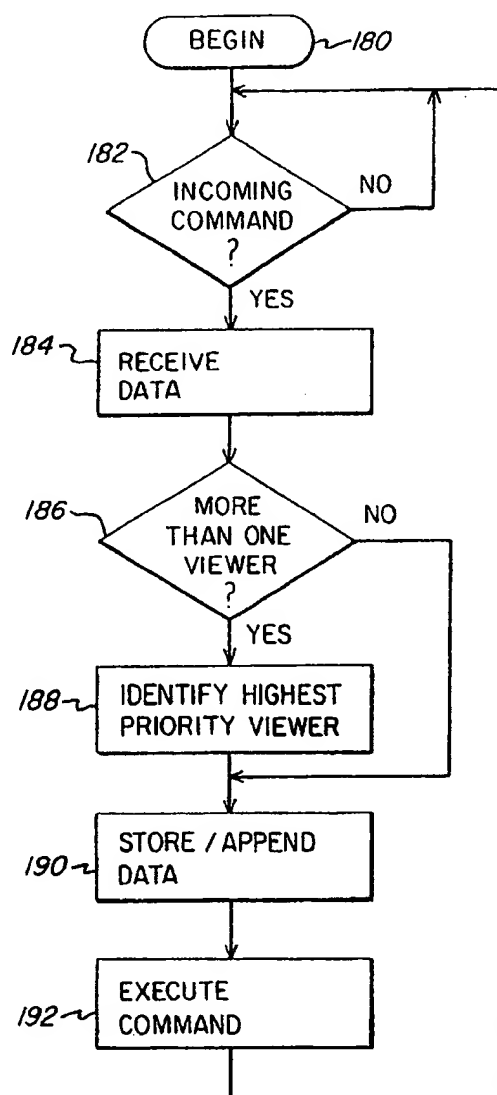 BEGIN
180
182
INCOMING
COMMAND
?
NO
YES
184
RECEIVE
DATA
186
MORE
THAN ONE
VIEWER
?
NO
YES
188
IDENTIFY HIGHEST
PRIORITY VIEWER
190
STORE / APPEND
DATA
192
EXECUTE
COMMAND